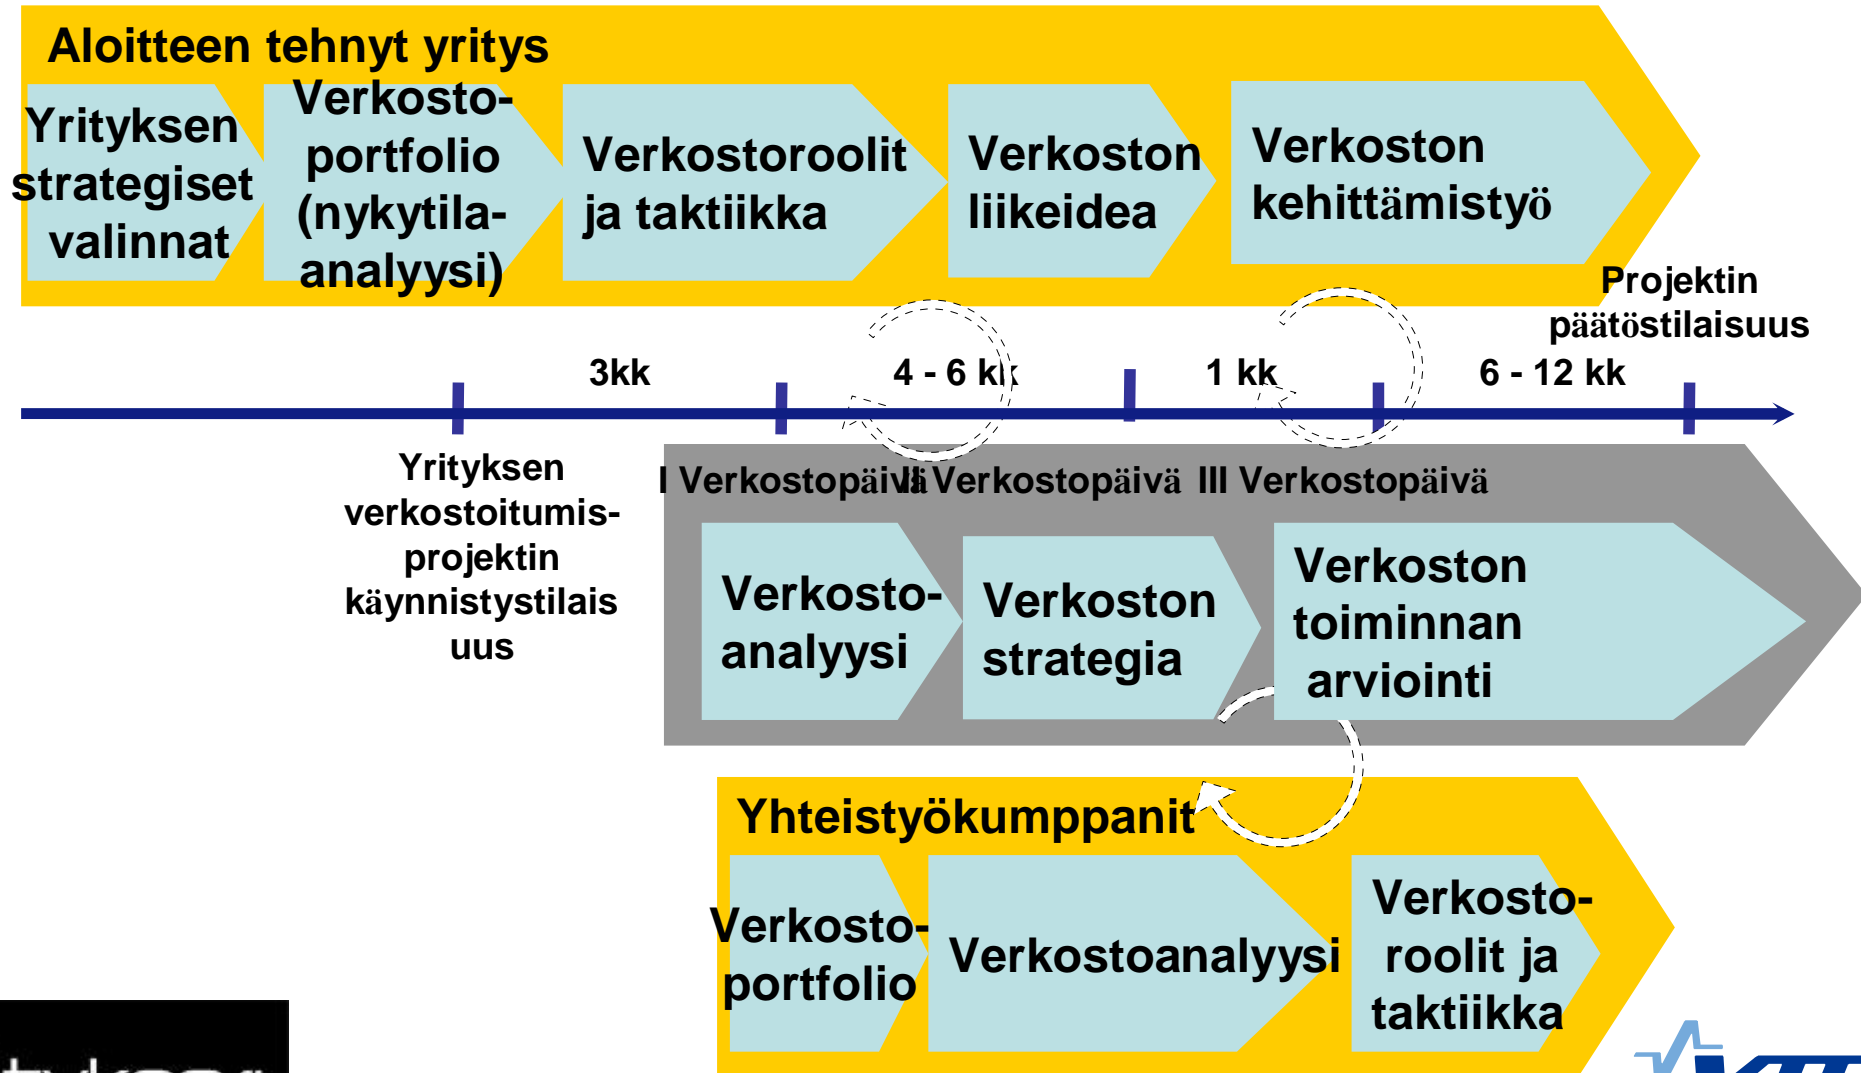 Aloitteen tehnyt yritys
Yrityksen
strategiset
valinnat
Verkosto-
portfolio
(nykytila-
analyysi)
Verkostoroolit
ja taktiikka
Verkoston
liikeidea
Verkoston
kehittämistyö
Projektin
päätöstilaisuus
3kk
4 - 6 kk
1 kk
6 - 12 kk
Yrityksen
verkostoitumis-
projektin
käynnistystilais
uus
I Verkostopäivä
II Verkostopäivä
III Verkostopäivä
Verkosto-
analyysi
Verkoston
strategia
Verkoston
toiminnan
arviointi
Yhteistyökumppanit
Verkosto-
portfolio
Verkostoanalyysi
Verkosto-
roolit ja
taktiikka